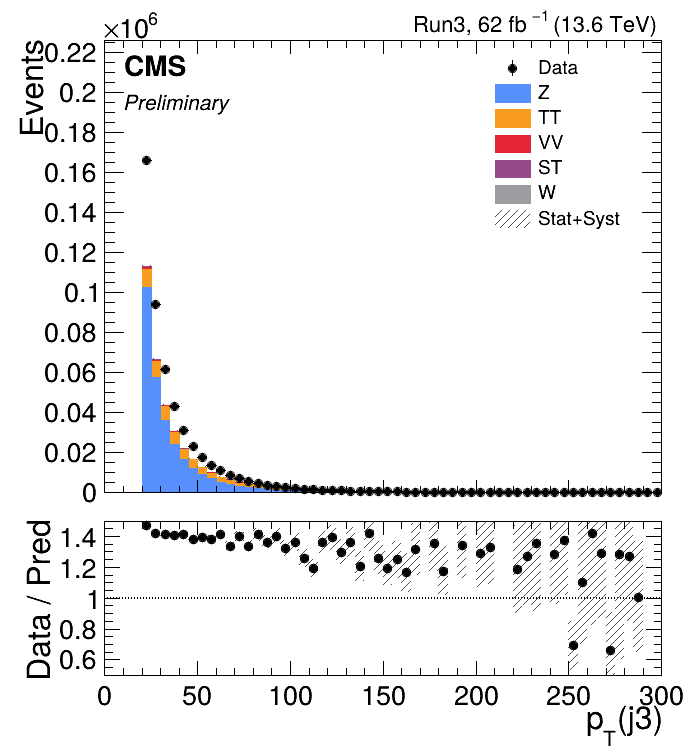 ×10^6
Run3, 62 fb^-1 (13.6 TeV)
Events
CMS
Preliminary
Data
Z
TT
VV
ST
W
Stat+Syst
0.22
0.2
0.18
0.16
0.14
0.12
0.1
0.08
0.06
0.04
0.02
0
Data / Pred
1.4
1.2
1
0.8
0.6
0 50 100 150 200 250 300
p_T(j3)